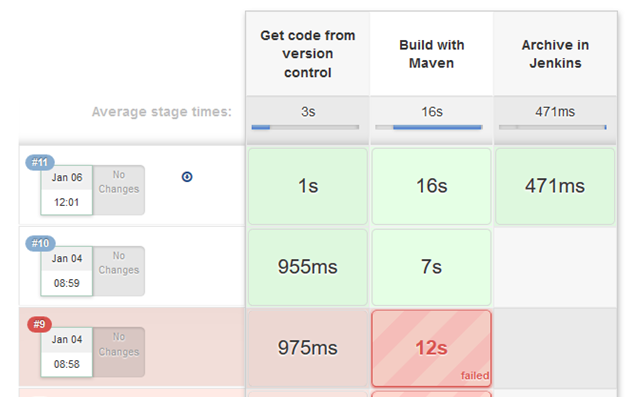 Get code from
version
control
Build with
Maven
Archive in
Jenkins
Average stage times:
3s
16s
471ms
#11
Jan 06
12:01
No
Changes
1s
16s
471ms
#10
Jan 04
08:59
No
Changes
955ms
7s
#9
Jan 04
08:58
No
Changes
975ms
12s
failed